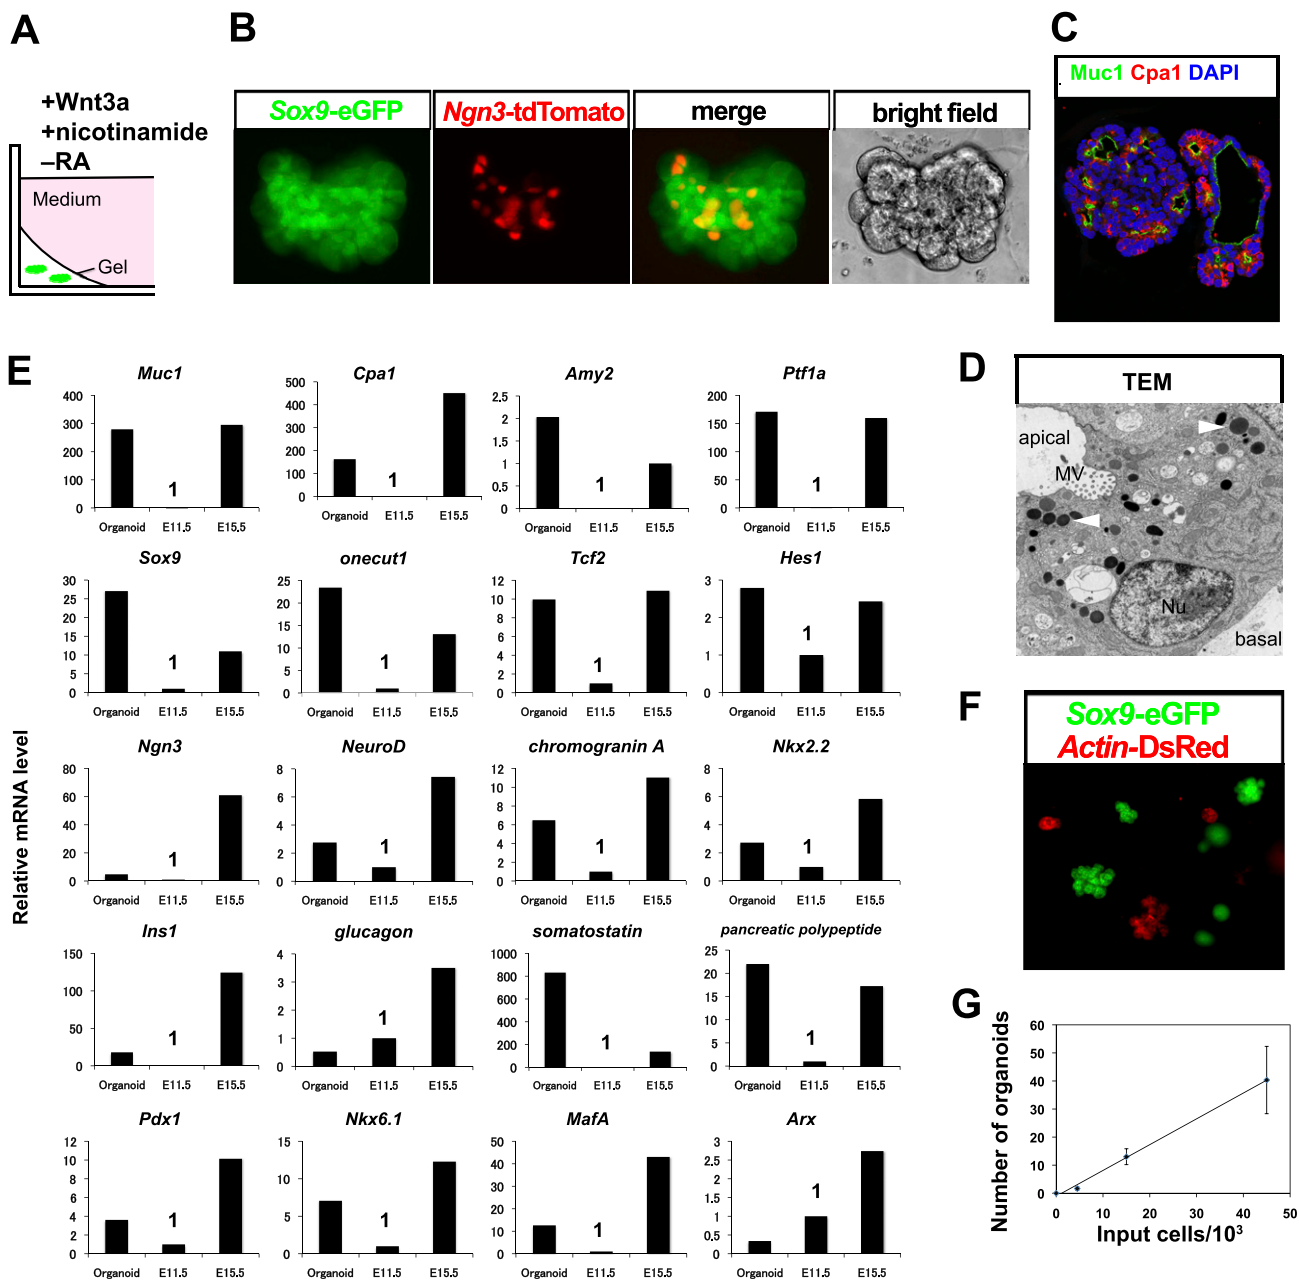 A
+Wnt3a
+nicotinamide
–RA
Medium
Gel
B
Sox9-eGFP
Ngn3-tdTomato
merge
bright field
C
Muc1 Cpa1 DAPI
D
TEM
apical
MV
Nu
basal
E
Relative mRNA level
Muc1
400
300
200
100
0
1
Organoid E11.5 E15.5
Cpa1
500
400
300
200
100
0
1
Organoid E11.5 E15.5
Amy2
2.5
2
1.5
1
0.5
0
1
Organoid E11.5 E15.5
Ptf1a
200
150
100
50
0
1
Organoid E11.5 E15.5
Sox9
30
25
20
15
10
5
0
1
Organoid E11.5 E15.5
onecut1
25
20
15
10
5
0
1
Organoid E11.5 E15.5
Tcf2
12
10
8
6
4
2
0
1
Organoid E11.5 E15.5
Hes1
3
2
1
0
1
Organoid E11.5 E15.5
Ngn3
80
60
40
20
0
1
Organoid E11.5 E15.5
NeuroD
8
6
4
2
0
1
Organoid E11.5 E15.5
chromogranin A
12
10
8
6
4
2
0
1
Organoid E11.5 E15.5
Nkx2.2
8
6
4
2
0
1
Organoid E11.5 E15.5
Ins1
150
100
50
0
1
Organoid E11.5 E15.5
glucagon
4
3
2
1
0
1
Organoid E11.5 E15.5
somatostatin
1000
800
600
400
200
0
1
Organoid E11.5 E15.5
pancreatic polypeptide
25
20
15
10
5
0
1
Organoid E11.5 E15.5
Pdx1
12
10
8
6
4
2
0
1
Organoid E11.5 E15.5
Nkx6.1
15
10
5
0
1
Organoid E11.5 E15.5
MafA
50
40
30
20
10
0
1
Organoid E11.5 E15.5
Arx
3
2.5
2
1.5
1
0.5
0
1
Organoid E11.5 E15.5
F
Sox9-eGFP
Actin-DsRed
G
Number of organoids
60
50
40
30
20
10
0
0 10 20 30 40 50
Input cells/10³